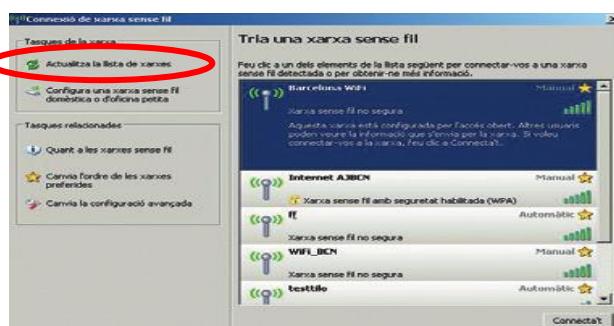 Connexió de xarxa sense fil
Tasques de la xarxa
Actualitza la llista de xarxes
Configura una xarxa sense fil
domèstica o d'oficina petita
Tasques relacionades
Quant a les xarxes sense fil
Canvia l'ordre de les xarxes
preferides
Canvia la configuració avançada
Tria una xarxa sense fil
Feu clic a un dels elements de la llista següent per connectar-vos a una xarxa
sense fil detectada o per obtenir-ne més informació.
Barcelona WiFi Manual
Xarxa sense fil no segura
Aquesta xarxa està configurada per l'accés obert. Altres usuaris
poden veure la informació que s'envia per la xarxa. Si voleu
connectar-vos a la xarxa, feu clic a Connecta't.
Internet AJBCN Manual
Xarxa sense fil amb seguretat habilitada (WPA)
Automàtic
Xarxa sense fil no segura
WiFi_BCN Manual
Xarxa sense fil no segura
testtilo Automàtic
Connecta't